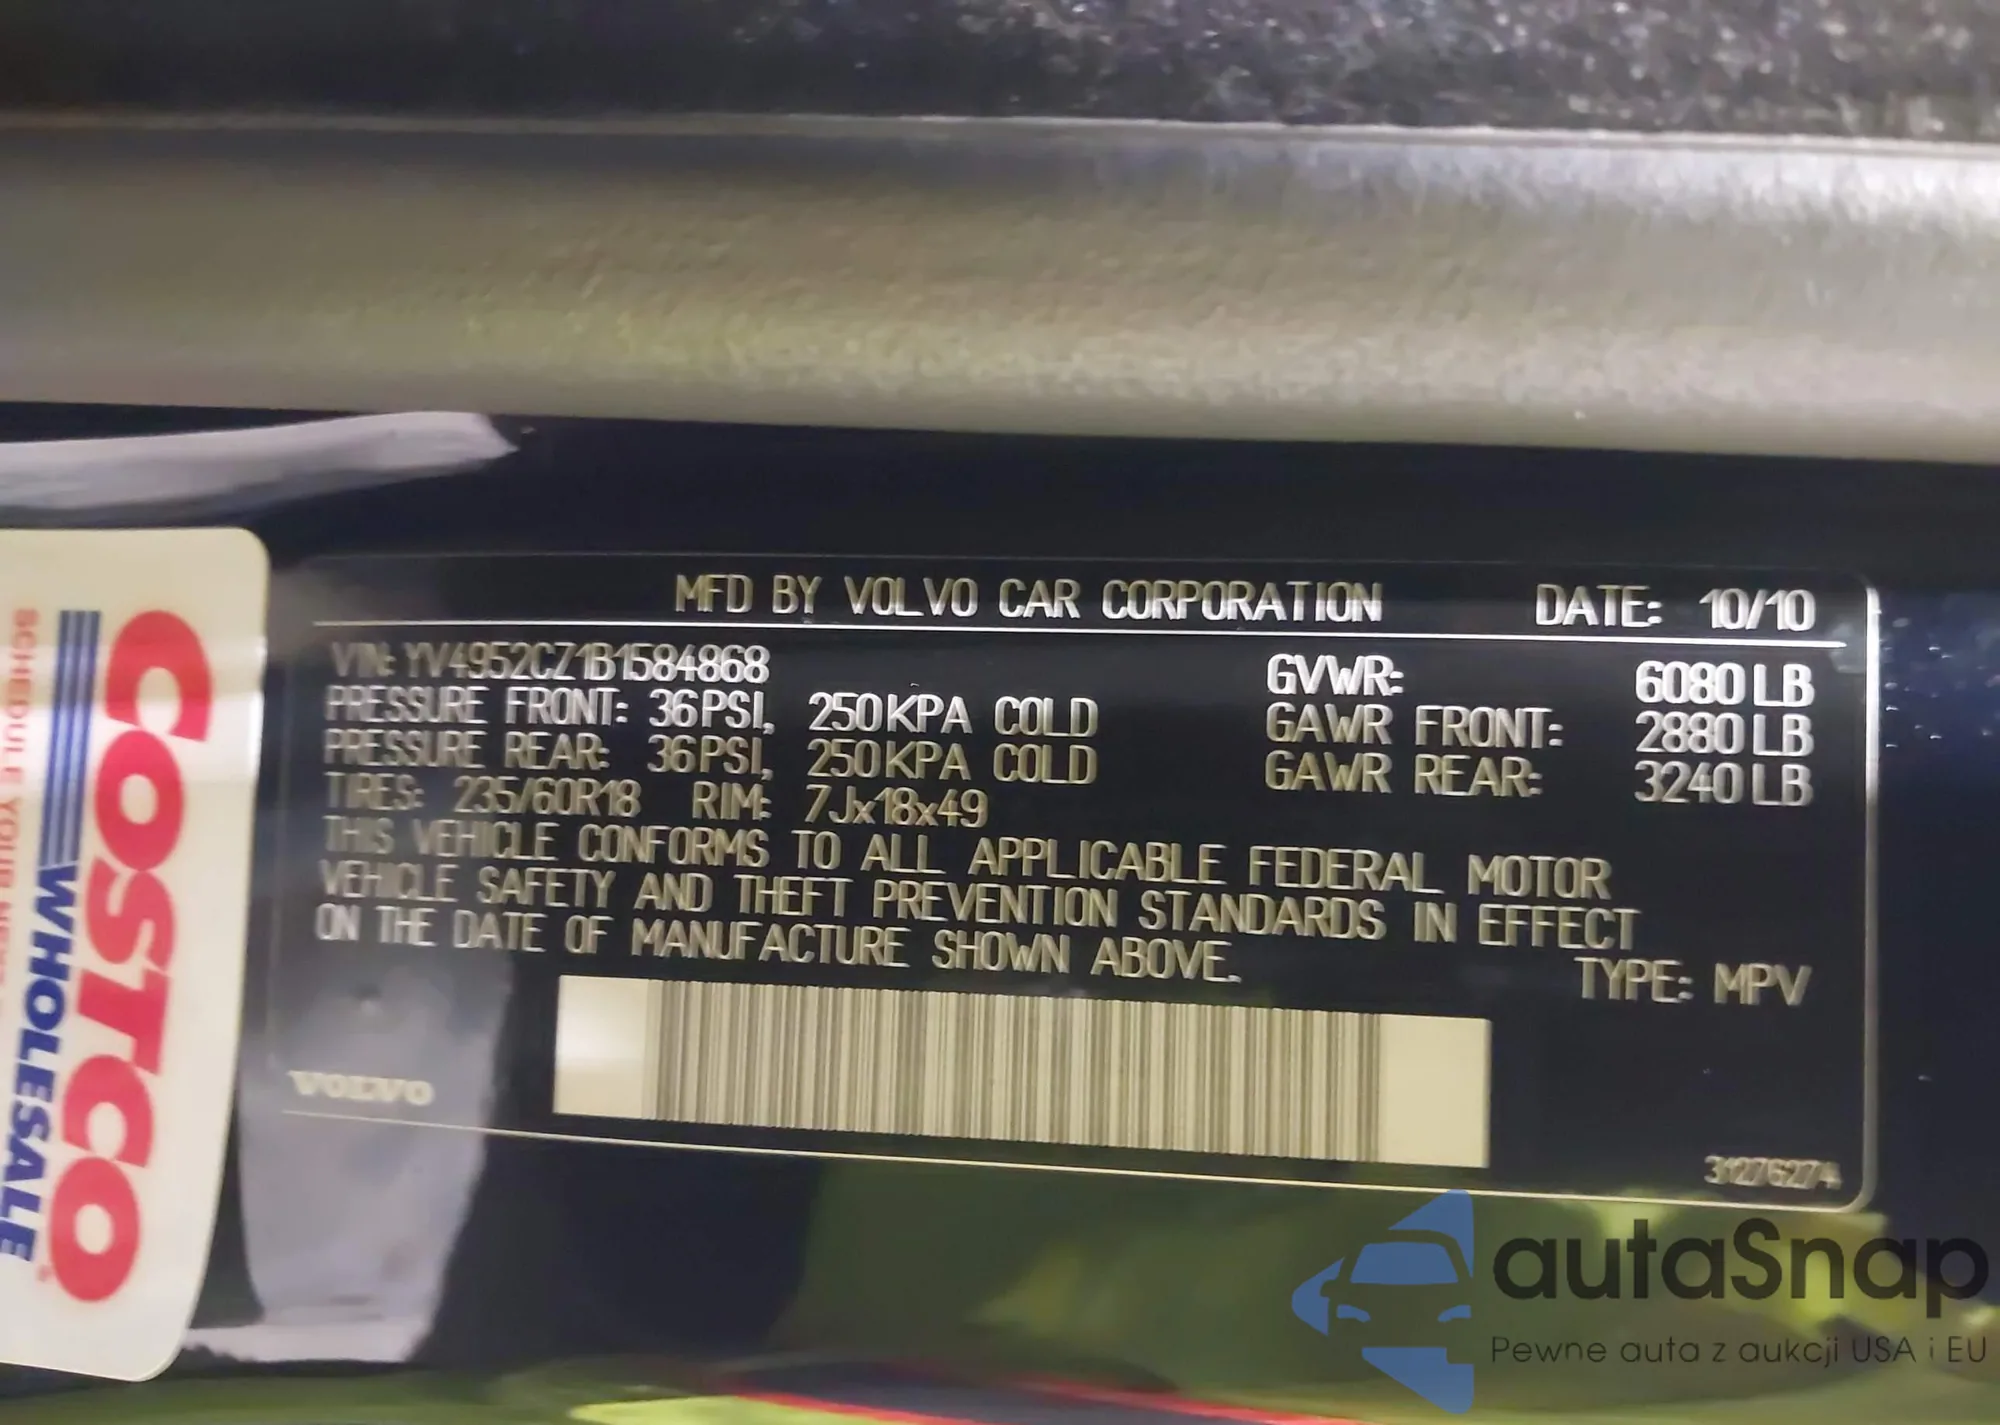 MFD BY VOLVO CAR CORPORATION DATE: 10/10
VIN: YV4952CZ1B1584868 GVWR: 6080 LB
PRESSURE FRONT: 36 PSI, 250 KPA COLD GAWR FRONT: 2880 LB
PRESSURE REAR: 36 PSI, 250 KPA COLD GAWR REAR: 3240 LB
TIRES: 235/60R18 RIM: 7Jx18x49
THIS VEHICLE CONFORMS TO ALL APPLICABLE FEDERAL MOTOR
VEHICLE SAFETY AND THEFT PREVENTION STANDARDS IN EFFECT
ON THE DATE OF MANUFACTURE SHOWN ABOVE.
TYPE: MPV
VOLVO
31276274
COSTCO
WHOLESALE
SCHEDULE YOUR
autaSnap
Pewne auta z aukcji USA i EU